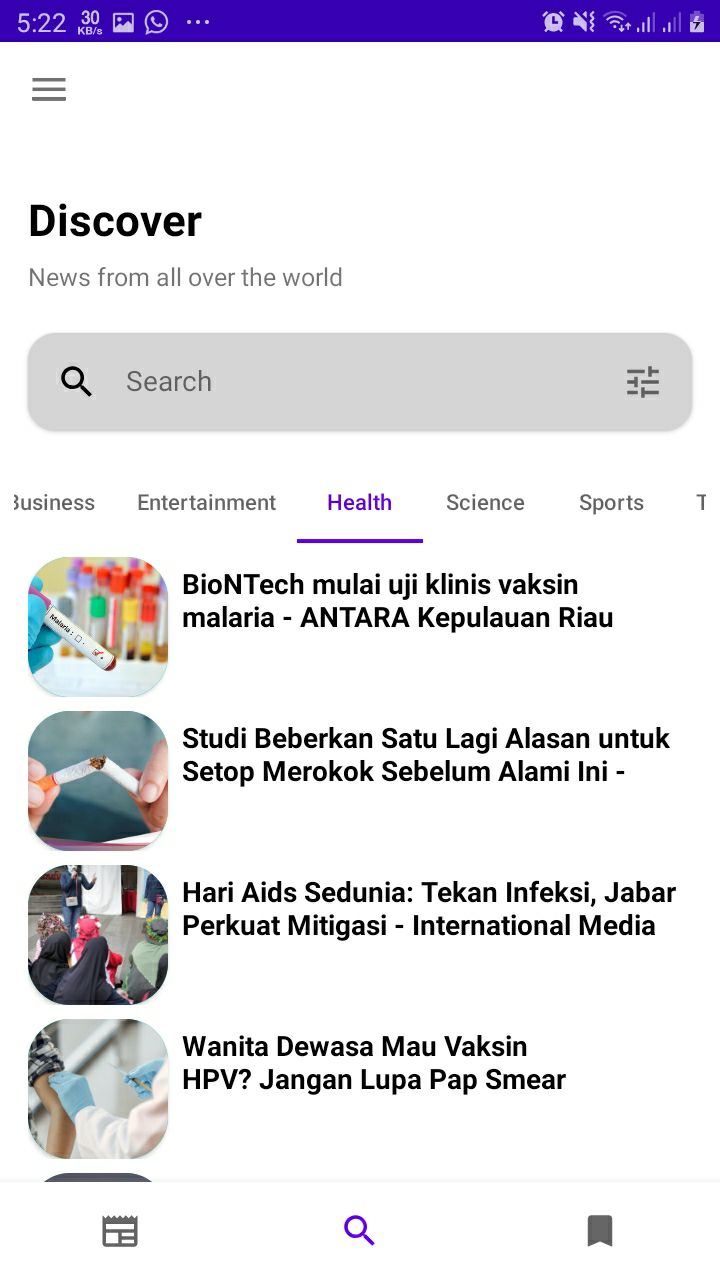 5:22
30
KB/s
Discover
News from all over the world
Search
Business Entertainment Health Science Sports T
Malaria :
BioNTech mulai uji klinis vaksin
malaria - ANTARA Kepulauan Riau
Studi Beberkan Satu Lagi Alasan untuk
Setop Merokok Sebelum Alami Ini -
Hari Aids Sedunia: Tekan Infeksi, Jabar
Perkuat Mitigasi - International Media
Wanita Dewasa Mau Vaksin
HPV? Jangan Lupa Pap Smear